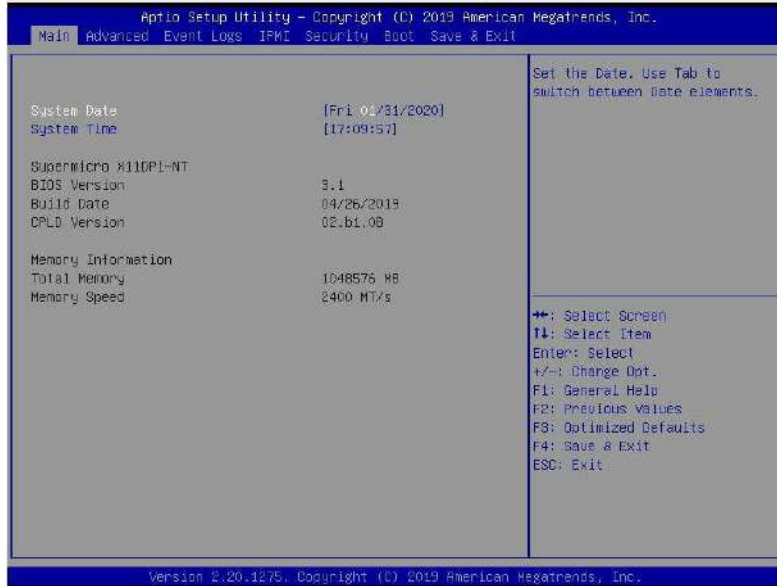 Aptio Setup Utility – Copyright (C) 2019 American Megatrends, Inc.
Main Advanced Event Logs IPMI Security Boot Save & Exit
Set the Date. Use Tab to
switch between Date elements.
System Date [Fri 01/31/2020]
System Time [17:09:57]
Supermicro X11DPi-NT
BIOS Version 3.1
Build Date 04/26/2019
CPLD Version 02.b1.0B
Memory Information
Total Memory 1048576 MB
Memory Speed 2400 MT/s
→←: Select Screen
↑↓: Select Item
Enter: Select
+/-: Change Opt.
F1: General Help
F2: Previous Values
F3: Optimized Defaults
F4: Save & Exit
ESC: Exit
Version 2.20.1275. Copyright (C) 2019 American Megatrends, Inc.